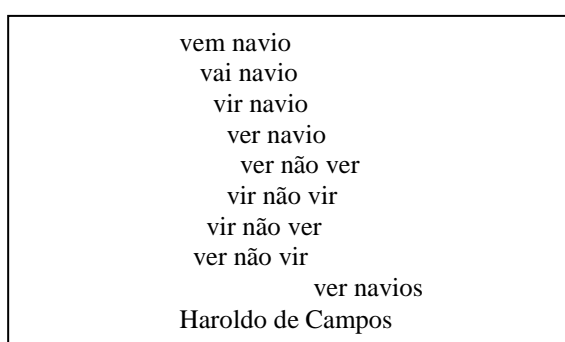 vem navio
vai navio
vir navio
ver navio
ver não ver
vir não vir
vir não ver
ver não vir
ver navios
Haroldo de Campos